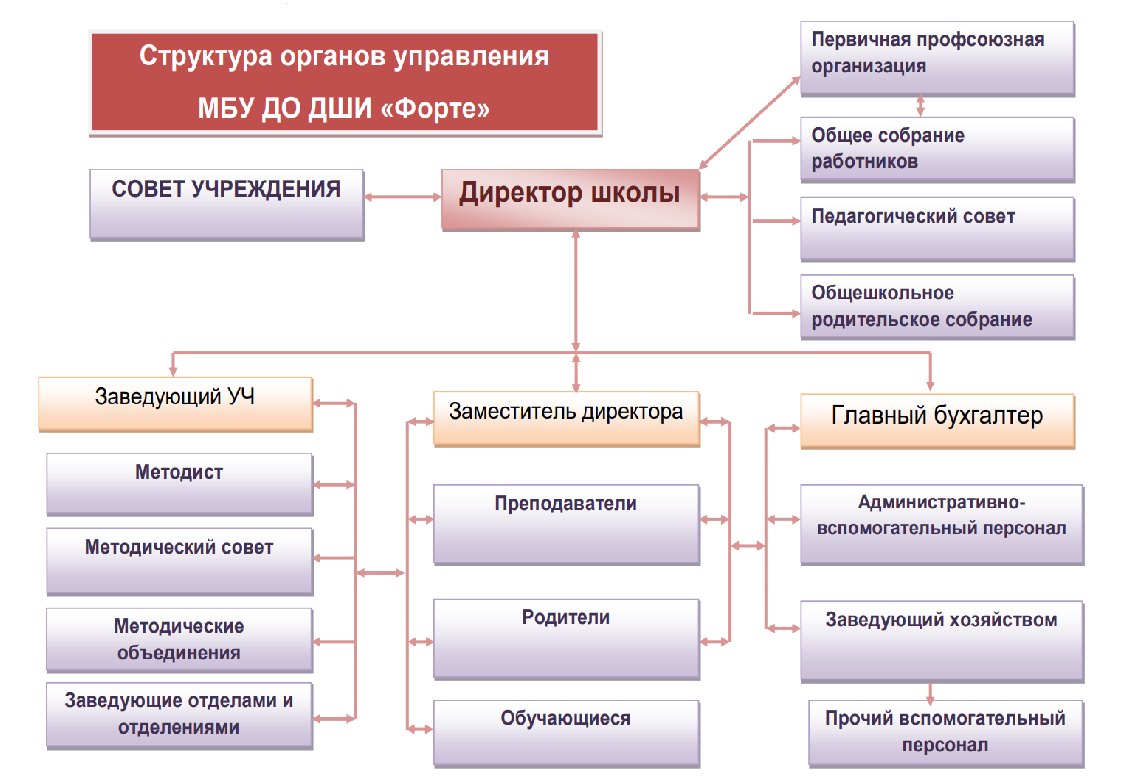 Структура органов управления
МБУ ДО ДШИ «Форте»
Первичная профсоюзная
организация
Общее собрание
работников
СОВЕТ УЧРЕЖДЕНИЯ
Директор школы
Педагогический совет
Общешкольное
родительское собрание
Заведующий УЧ
Заместитель директора
Главный бухгалтер
Методист
Методический совет
Методические
объединения
Заведующие отделами и
отделениями
Преподаватели
Родители
Обучающиеся
Административно-
вспомогательный персонал
Заведующий хозяйством
Прочий вспомогательный
персонал